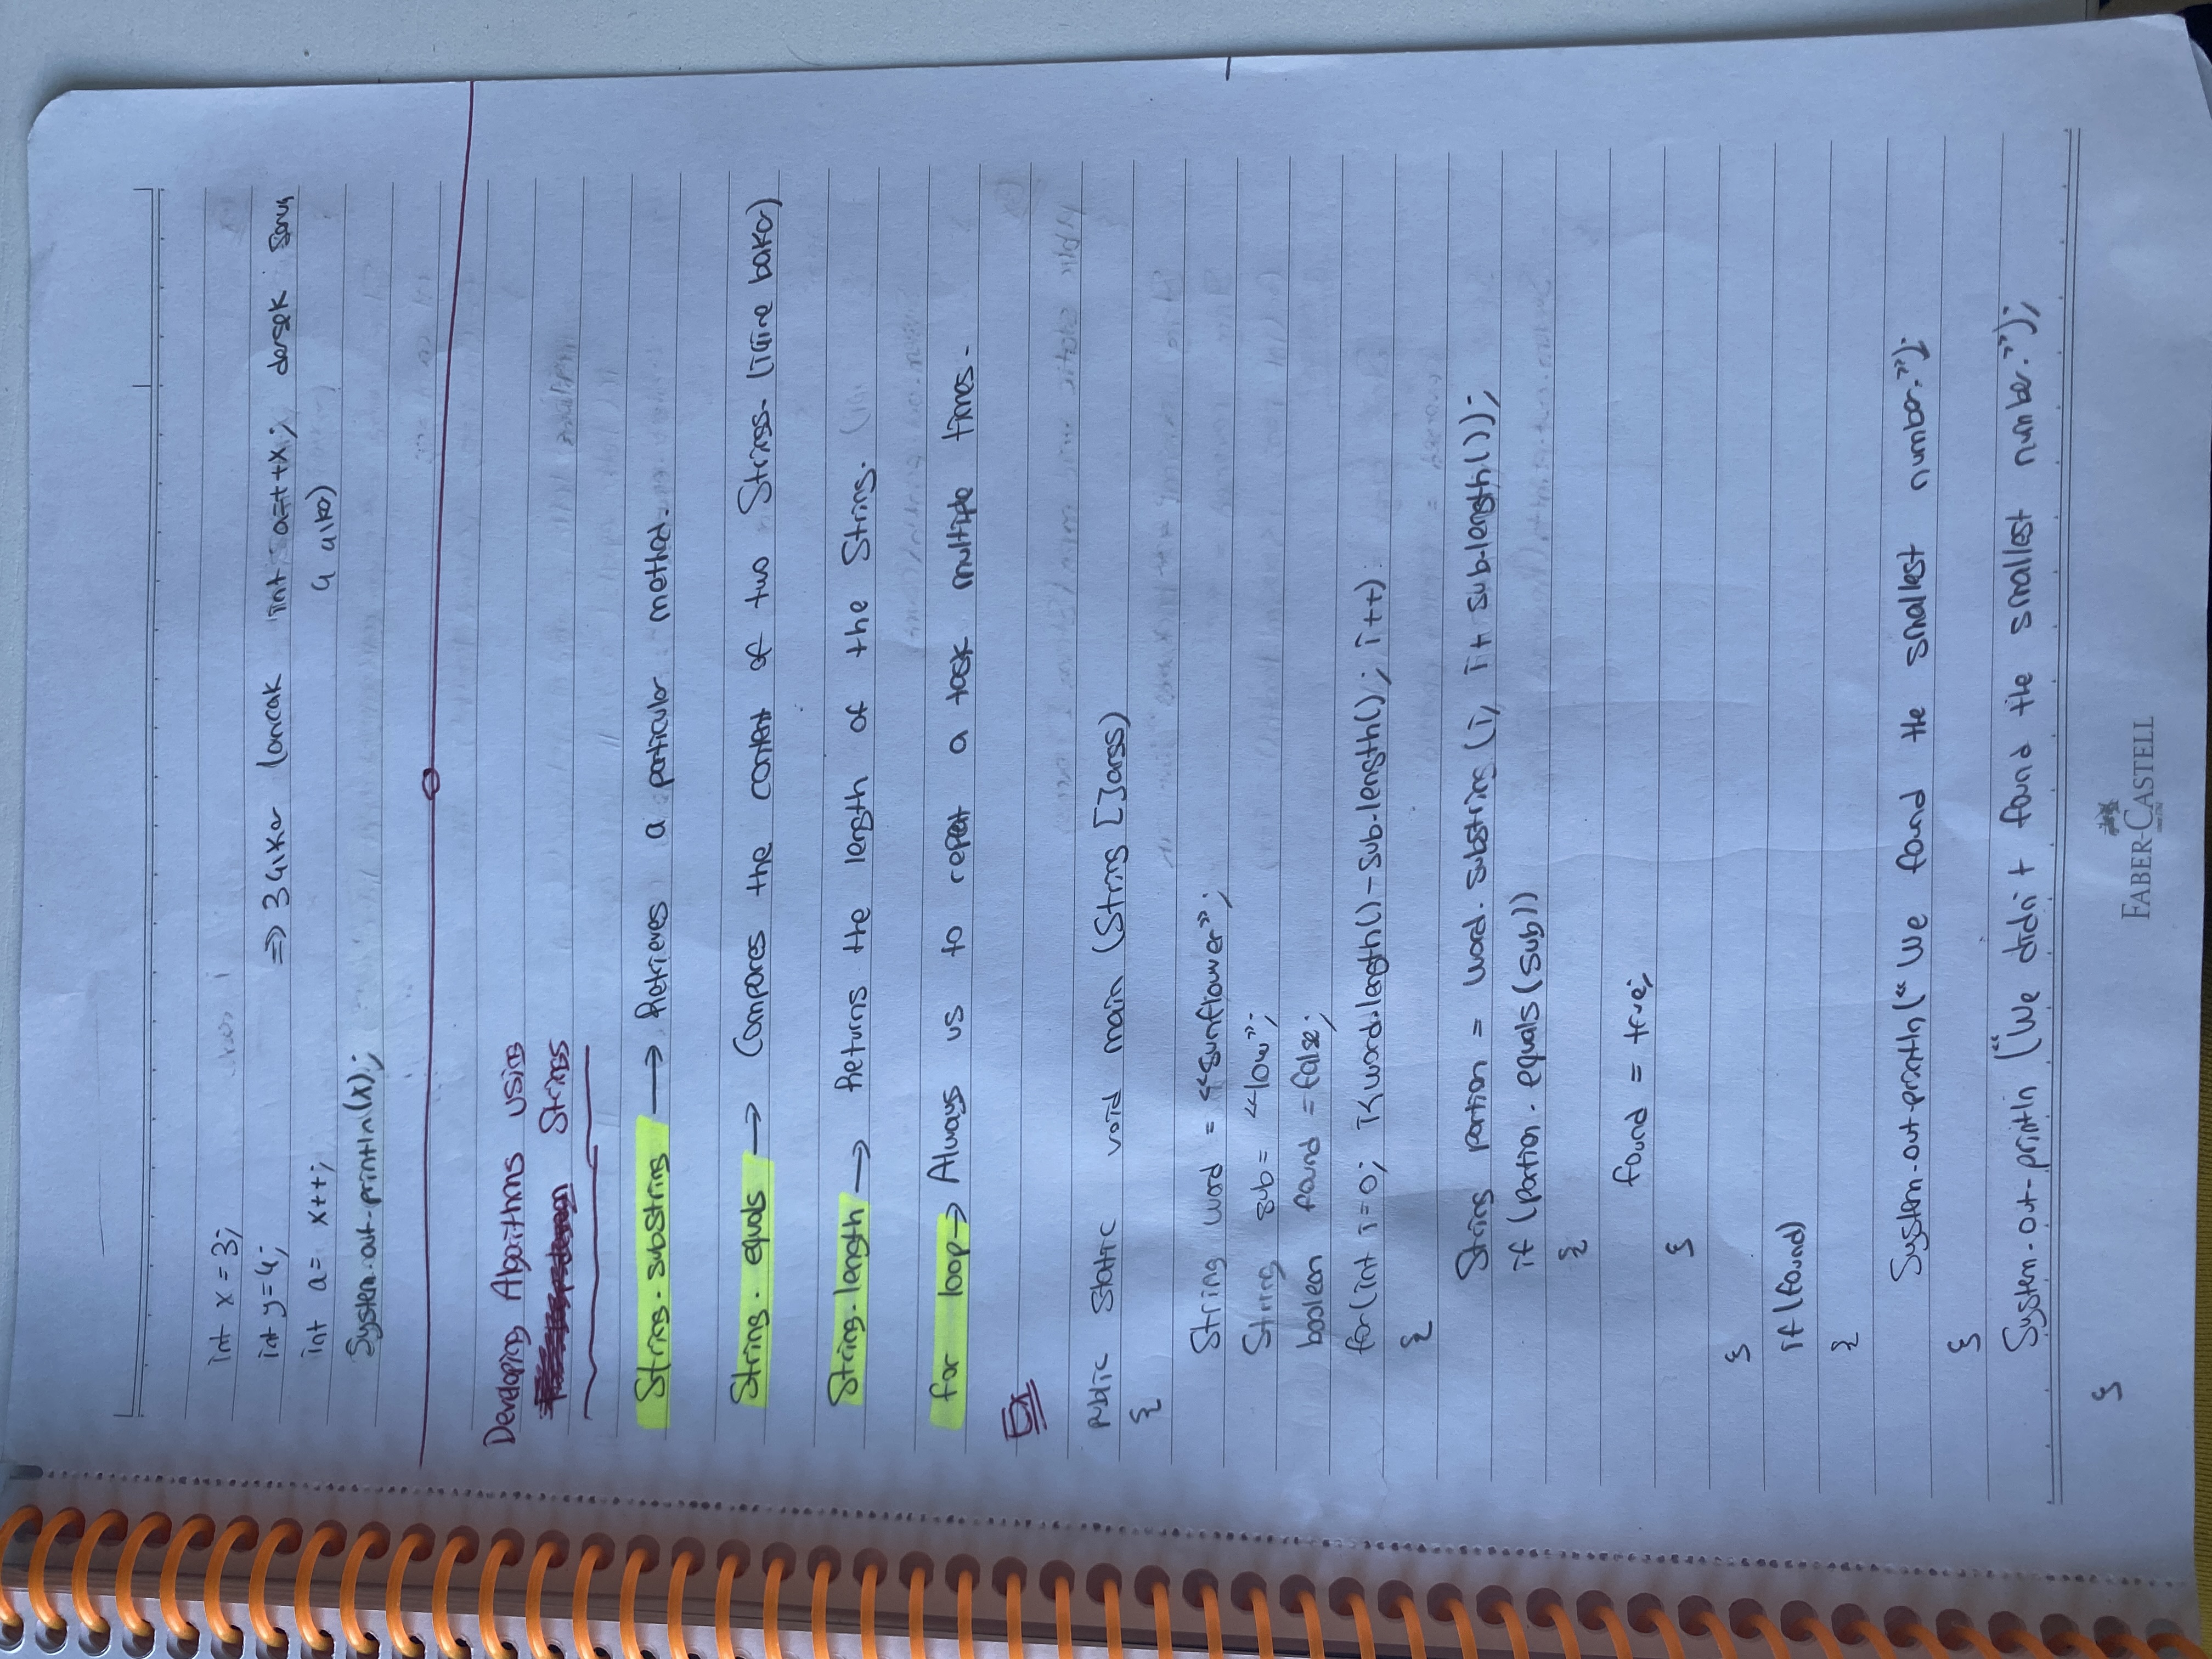 int x = 3;
int y = 4; => 3 çıkar (ancak int a=++x; dersek sonuç
int a = x++; 4 çıkar)
System.out.println(x);
Developing Algorithms using
Strings
String.substring → Retrieves a particular method.
String.equals → Compares the content of two Strings. (içine bakar)
String.length → Returns the length of the String.
for loop → Always us to repeat a task multiple times.
Ex
public static void main (String []args)
{
String word = "sunflower";
String sub = "low";
boolean found = false;
for(int i=0; i<word.length()-sub.length(); i++)
{
String portion = word.substring(i, i+ sub.length());
if (portion.equals(sub))
{
found = true;
}
}
if (found)
{
System.out.println("We found the smallest number.");
}
System.out.println ("We didn't found the smallest number.");
}
FABER-CASTELL
since 1761